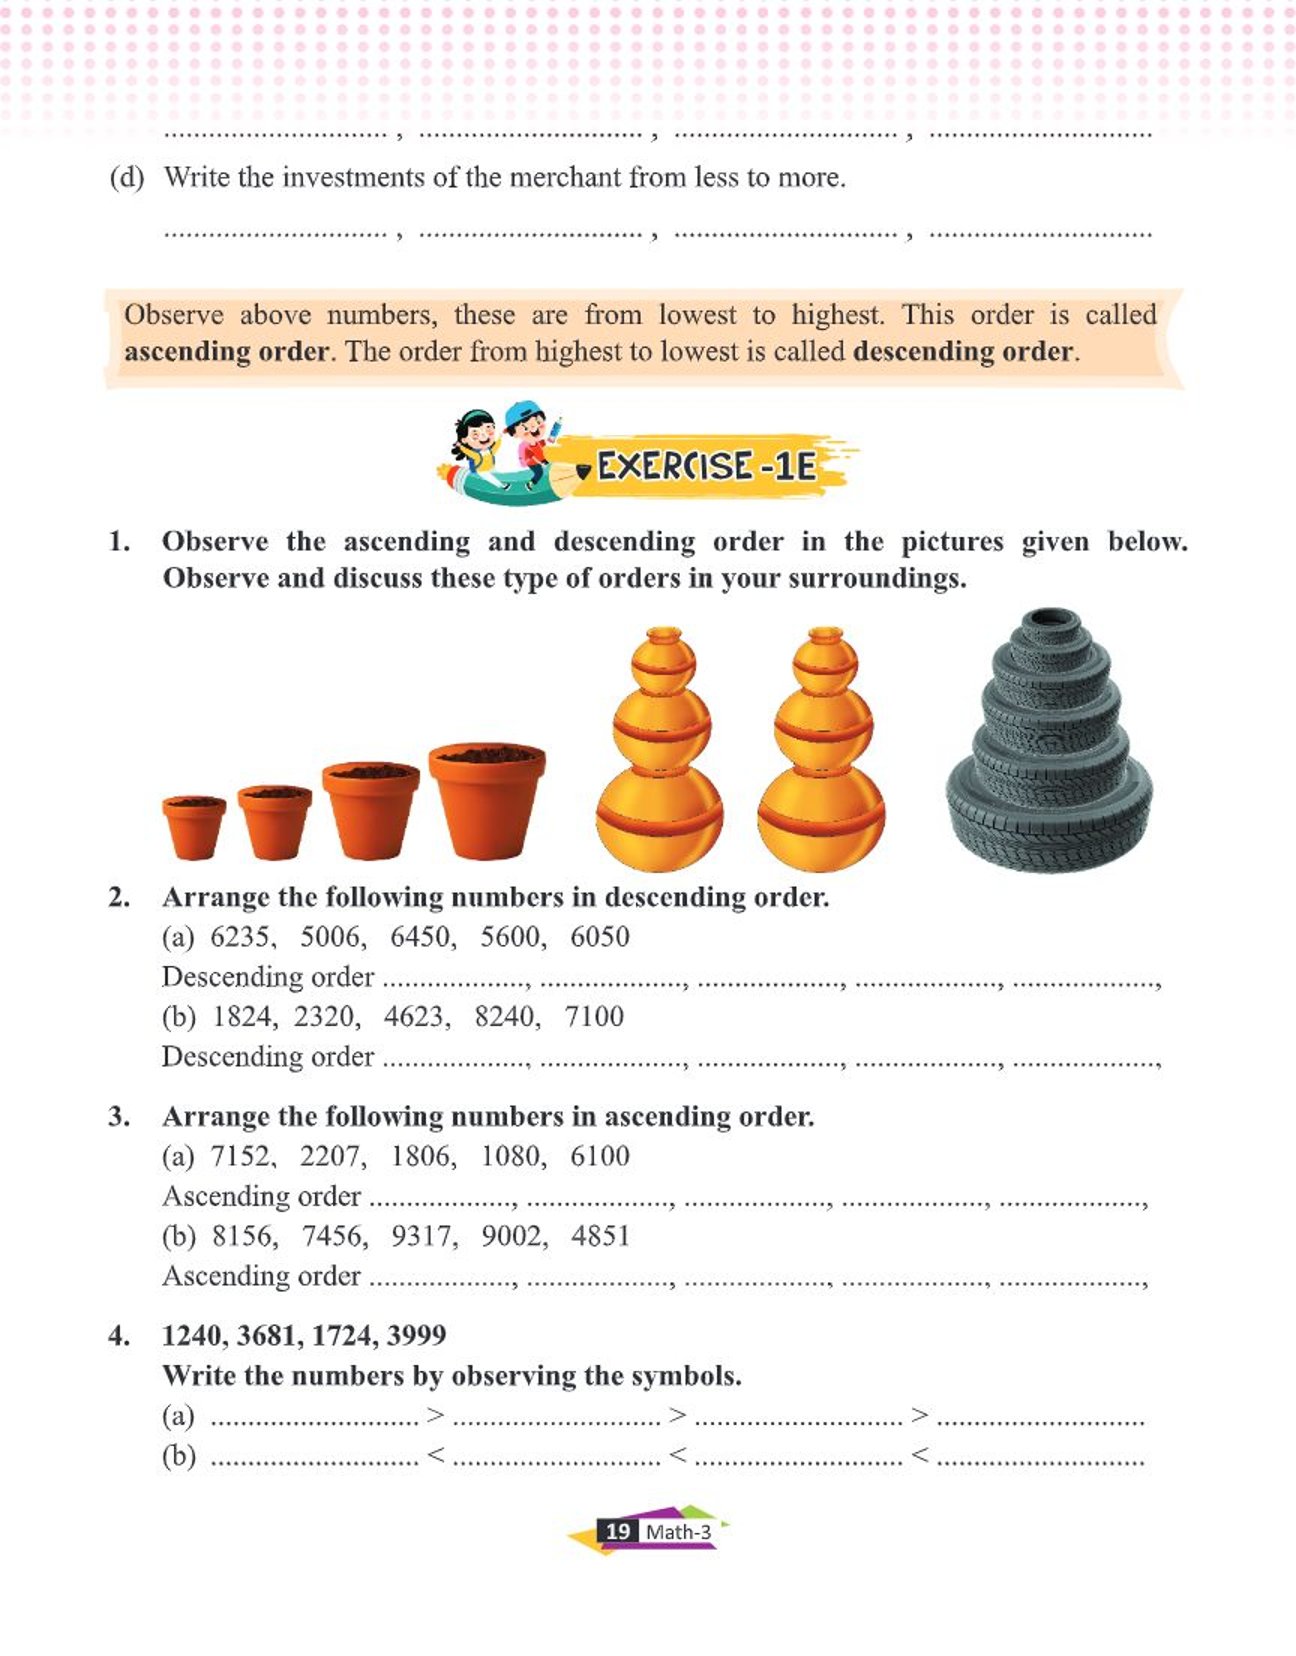 ............................. , ............................. , ............................. , .............................
(d) Write the investments of the merchant from less to more.
............................. , ............................. , ............................. , .............................
Observe above numbers, these are from lowest to highest. This order is called
ascending order. The order from highest to lowest is called descending order.
EXERCISE -1E
1. Observe the ascending and descending order in the pictures given below.
Observe and discuss these type of orders in your surroundings.
2. Arrange the following numbers in descending order.
(a) 6235, 5006, 6450, 5600, 6050
Descending order ..................., ..................., ..................., ..................., ...................,
(b) 1824, 2320, 4623, 8240, 7100
Descending order ..................., ..................., ..................., ..................., ...................,
3. Arrange the following numbers in ascending order.
(a) 7152, 2207, 1806, 1080, 6100
Ascending order ..................., ..................., ..................., ..................., ...................,
(b) 8156, 7456, 9317, 9002, 4851
Ascending order ..................., ..................., ..................., ..................., ...................,
4. 1240, 3681, 1724, 3999
Write the numbers by observing the symbols.
(a) ............................ > ............................ > ............................ > ............................
(b) ............................ < ............................ < ............................ < ............................
19 Math-3